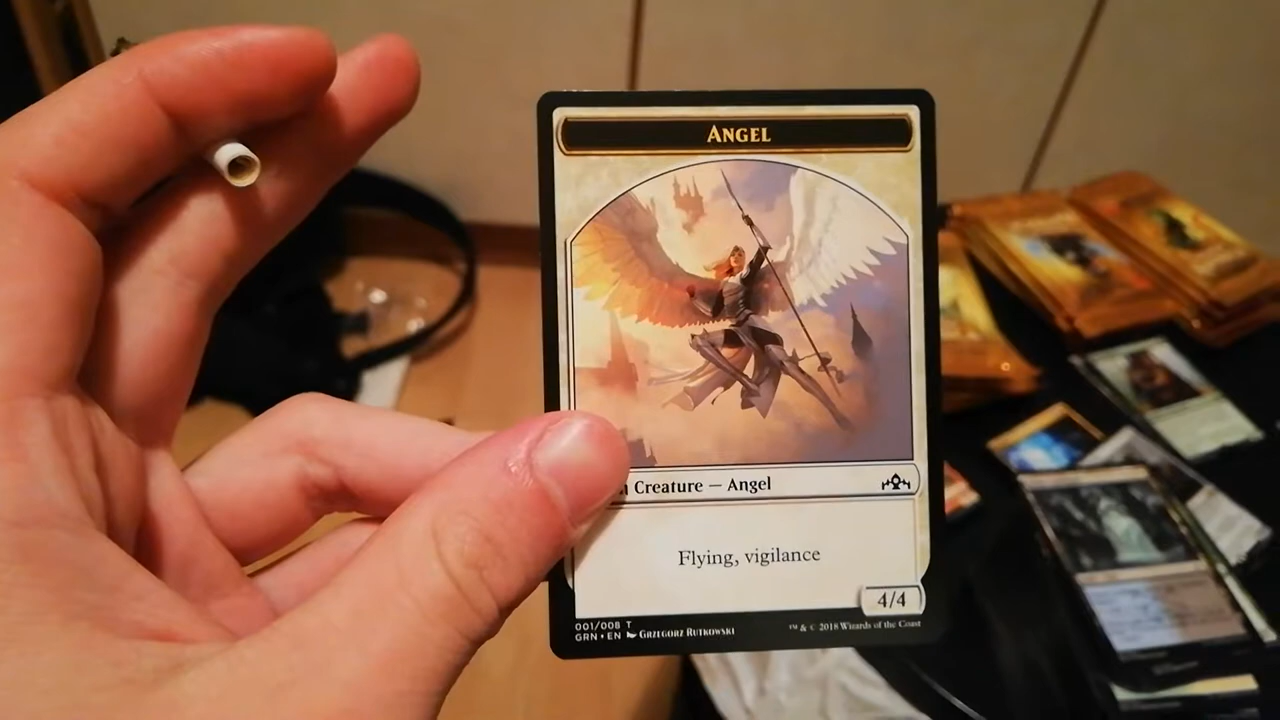 ANGEL
n Creature — Angel
Flying, vigilance
4/4
001/008 T
GRN • EN GRZEGORZ RUTKOWSKI
™ & © 2018 Wizards of the Coast